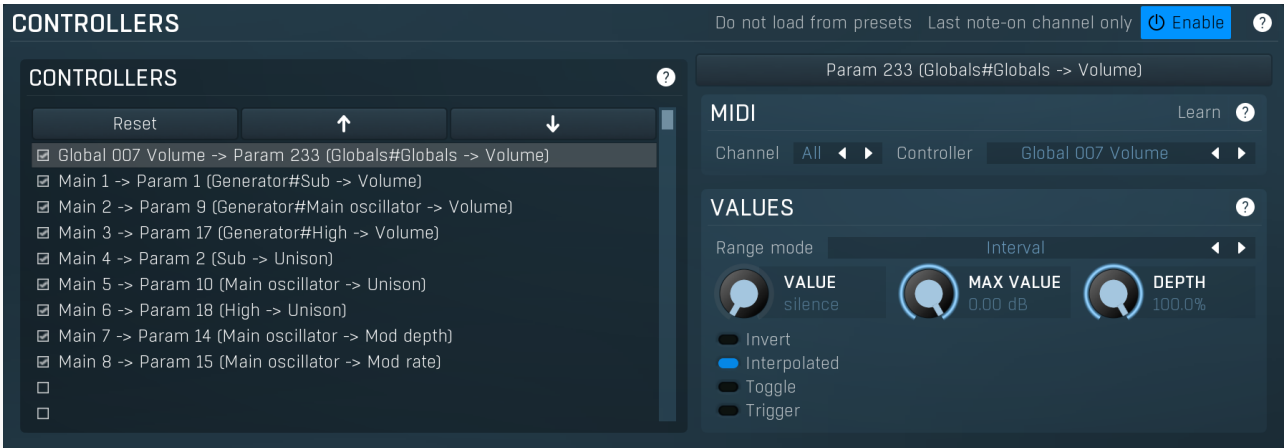 CONTROLLERS
Do not load from presets Last note-on channel only Enable ?
CONTROLLERS ?
Reset
Global 007 Volume -> Param 233 (Globals#Globals -> Volume)
Main 1 -> Param 1 (Generator#Sub -> Volume)
Main 2 -> Param 9 (Generator#Main oscillator -> Volume)
Main 3 -> Param 17 (Generator#High -> Volume)
Main 4 -> Param 2 (Sub -> Unison)
Main 5 -> Param 10 (Main oscillator -> Unison)
Main 6 -> Param 18 (High -> Unison)
Main 7 -> Param 14 (Main oscillator -> Mod depth)
Main 8 -> Param 15 (Main oscillator -> Mod rate)
Param 233 (Globals#Globals -> Volume)
MIDI Learn ?
Channel All Controller Global 007 Volume
VALUES ?
Range mode Interval
VALUE MAX VALUE DEPTH
silence 0.00 dB 100.0%
Invert
Interpolated
Toggle
Trigger